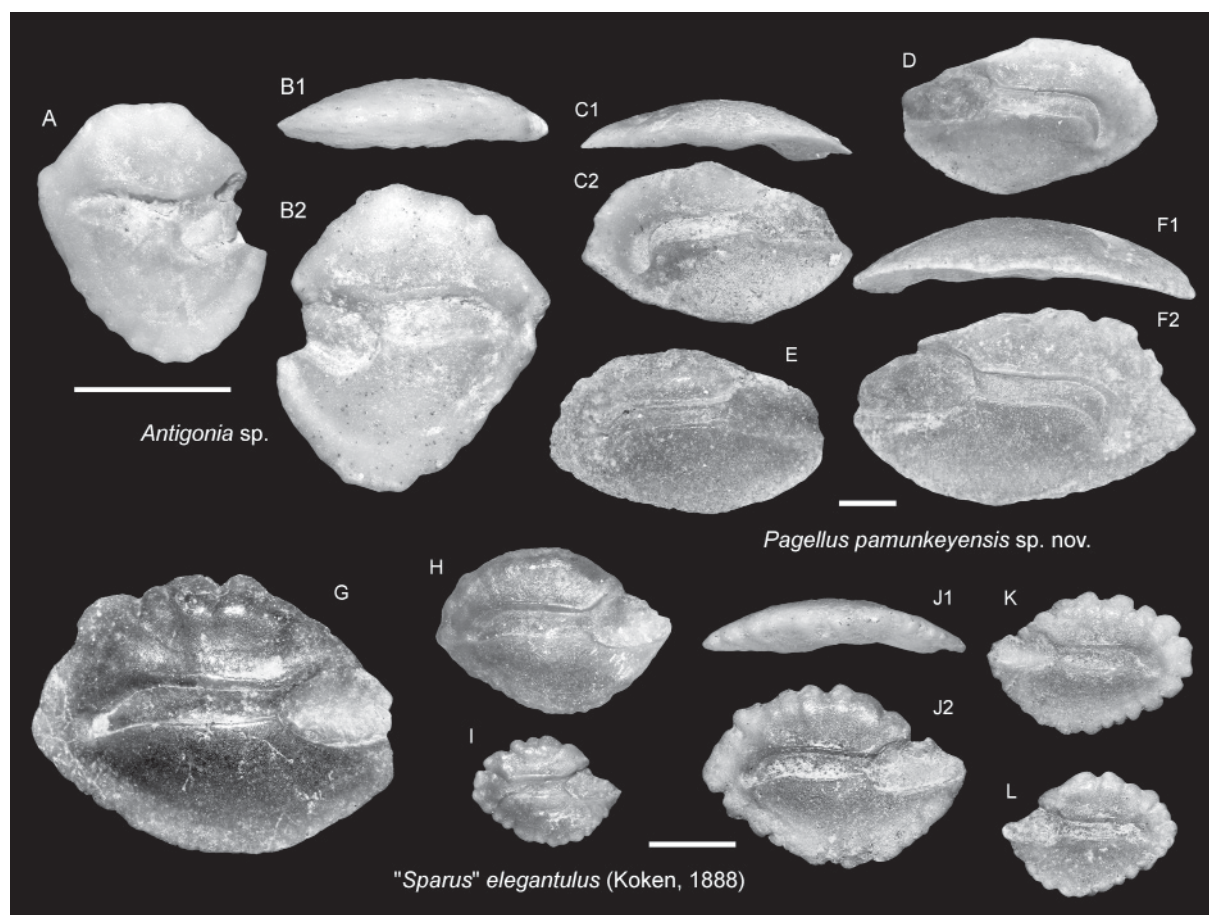 A
B1
B2
C1
C2
D
E
F1
F2
Antigonia sp.
Pagellus pamunkeyensis sp. nov.
G
H
I
J1
J2
K
L
"Sparus" elegantulus (Koken, 1888)